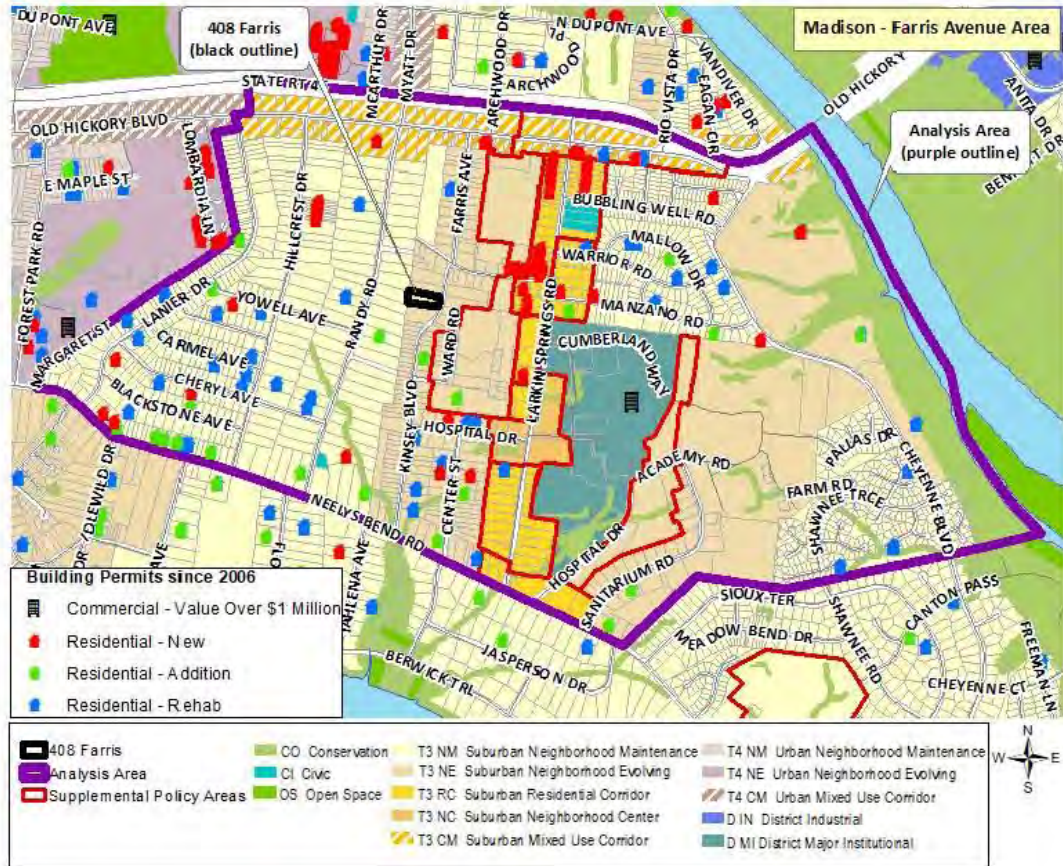 DUPONT AVE
408 Farris
(black outline)
N DUPONT AVE
Madison - Farris Avenue Area
MEARTHUR DR
MYATT DR
ARCHWOOD DR
ARCHWOOD
RIO VISTA DR
VANDIVER DR
EAGAN CIR
OLD HICKORY
ANITA DR
STATE RT 4
OLD HICKORY BLVD
Analysis Area
(purple outline)
LOMBARDIA LN
E MAPLE ST
FARRIS AVE
BUBBLING WELL RD
HILLCREST DR
MALLOW DR
WARRIOR RD
FOREST PARK RD
LANIER DR
YOWELL AVE
RANDY RD
MANZANO RD
WARD RD
LARKIN SPRINGS RD
CUMBERLAND WAY
MARGARET ST
CARMEL AVE
CHERYL AVE
BLACKSTONE AVE
KINSEY BLVD
HOSPITAL DR
CENTER ST
ACADEMY RD
PALLAS DR
CHEYENNE BLVD
FARM RD
SHAWNEE TRCE
IDLEWILD DR
NEELYS BEND RD
HOSPITAL DR
SANITARIUM RD
AVE
SIOUX TER
CANTON PASS
SHAWNEE RD
MEADOW BEND DR
FREEMAN LN
JASPERSON DR
BERWICK TRL
CHEYENNE CT
Building Permits since 2006
Commercial - Value Over $1 Million
Residential - New
Residential - Addition
Residential - Rehab
408 Farris
Analysis Area
Supplemental Policy Areas
CO Conservation
CI Civic
OS Open Space
T3 NM Suburban Neighborhood Maintenance
T3 NE Suburban Neighborhood Evolving
T3 RC Suburban Residential Corridor
T3 NC Suburban Neighborhood Center
T3 CM Suburban Mixed Use Corridor
T4 NM Urban Neighborhood Maintenance
T4 NE Urban Neighborhood Evolving
T4 CM Urban Mixed Use Corridor
D IN District Industrial
D MI District Major Institutional
N
W E
S